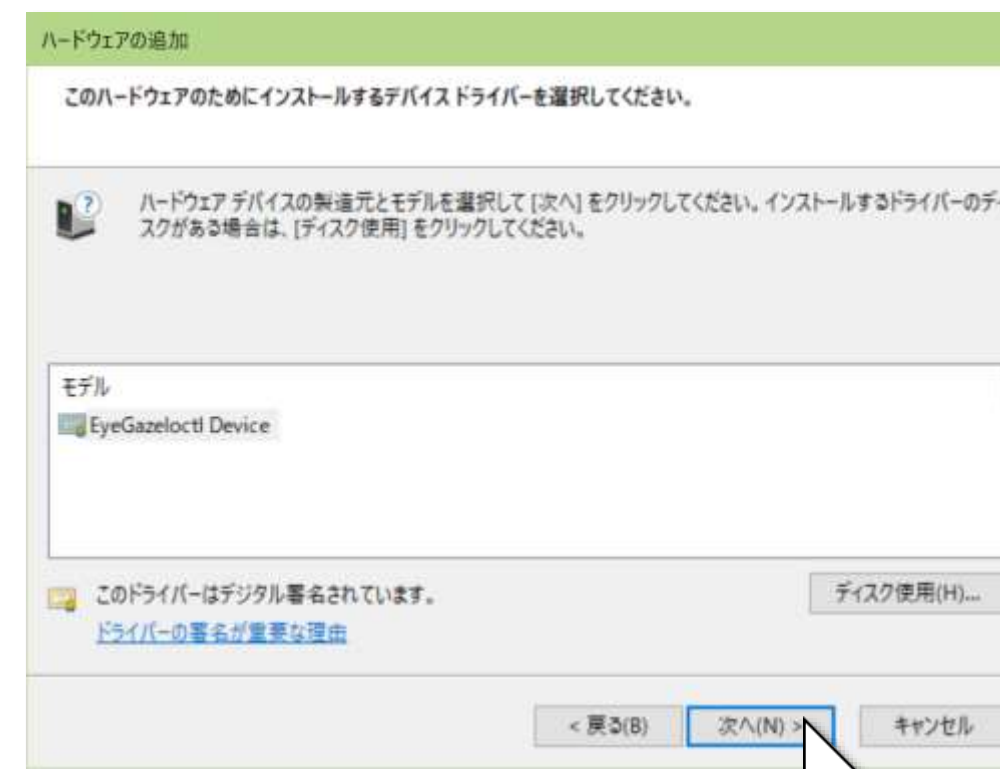 ハードウェアの追加
このハードウェアのためにインストールするデバイス ドライバーを選択してください。
ハードウェア デバイスの製造元とモデルを選択して [次へ] をクリックしてください。インストールするドライバーのデ
スクがある場合は、[ディスク使用] をクリックしてください。
モデル
EyeGazeIoctl Device
このドライバーはデジタル署名されています。
ディスク使用(H)...
ドライバーの署名が重要な理由
< 戻る(B)
次へ(N) >
キャンセル